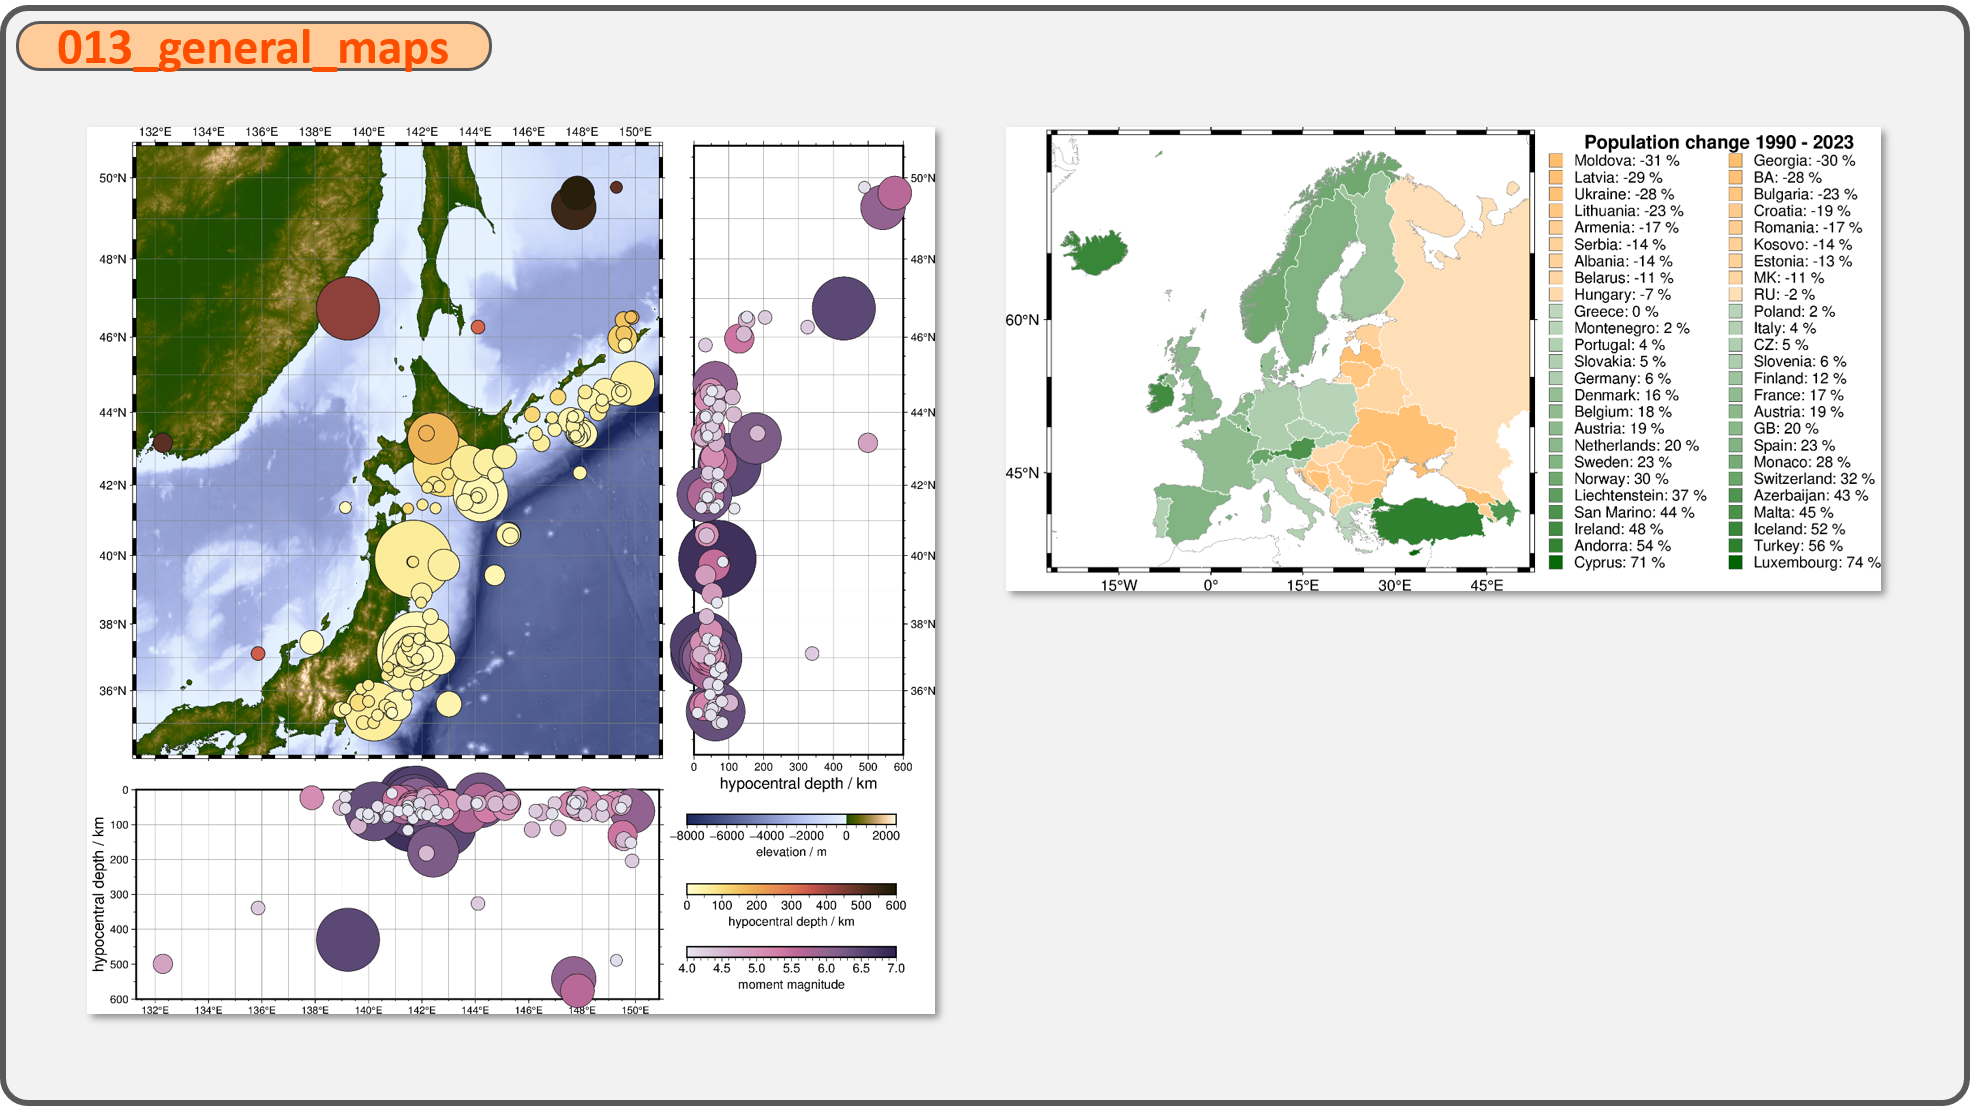 013_general_maps
132°E 134°E 136°E 138°E 140°E 142°E 144°E 146°E 148°E 150°E
50°N
48°N
46°N
44°N
42°N
40°N
38°N
36°N
50°N
48°N
46°N
44°N
42°N
40°N
38°N
36°N
0 100 200 300 400 500 600
hypocentral depth / km
0
100
200
300
400
500
600
hypocentral depth / km
132°E 134°E 136°E 138°E 140°E 142°E 144°E 146°E 148°E 150°E
−8000 −6000 −4000 −2000 0 2000
elevation / m
0 100 200 300 400 500 600
hypocentral depth / km
4.0 4.5 5.0 5.5 6.0 6.5 7.0
moment magnitude
60°N
45°N
15°W 0° 15°E 30°E 45°E
Population change 1990 - 2023
Moldova: -31 % Georgia: -30 %
Latvia: -29 % BA: -28 %
Ukraine: -28 % Bulgaria: -23 %
Lithuania: -23 % Croatia: -19 %
Armenia: -17 % Romania: -17 %
Serbia: -14 % Kosovo: -14 %
Albania: -14 % Estonia: -13 %
Belarus: -11 % MK: -11 %
Hungary: -7 % RU: -2 %
Greece: 0 % Poland: 2 %
Montenegro: 2 % Italy: 4 %
Portugal: 4 % CZ: 5 %
Slovakia: 5 % Slovenia: 6 %
Germany: 6 % Finland: 12 %
Denmark: 16 % France: 17 %
Belgium: 18 % Austria: 19 %
Austria: 19 % GB: 20 %
Netherlands: 20 % Spain: 23 %
Sweden: 23 % Monaco: 28 %
Norway: 30 % Switzerland: 32 %
Liechtenstein: 37 % Azerbaijan: 43 %
San Marino: 44 % Malta: 45 %
Ireland: 48 % Iceland: 52 %
Andorra: 54 % Turkey: 56 %
Cyprus: 71 % Luxembourg: 74 %